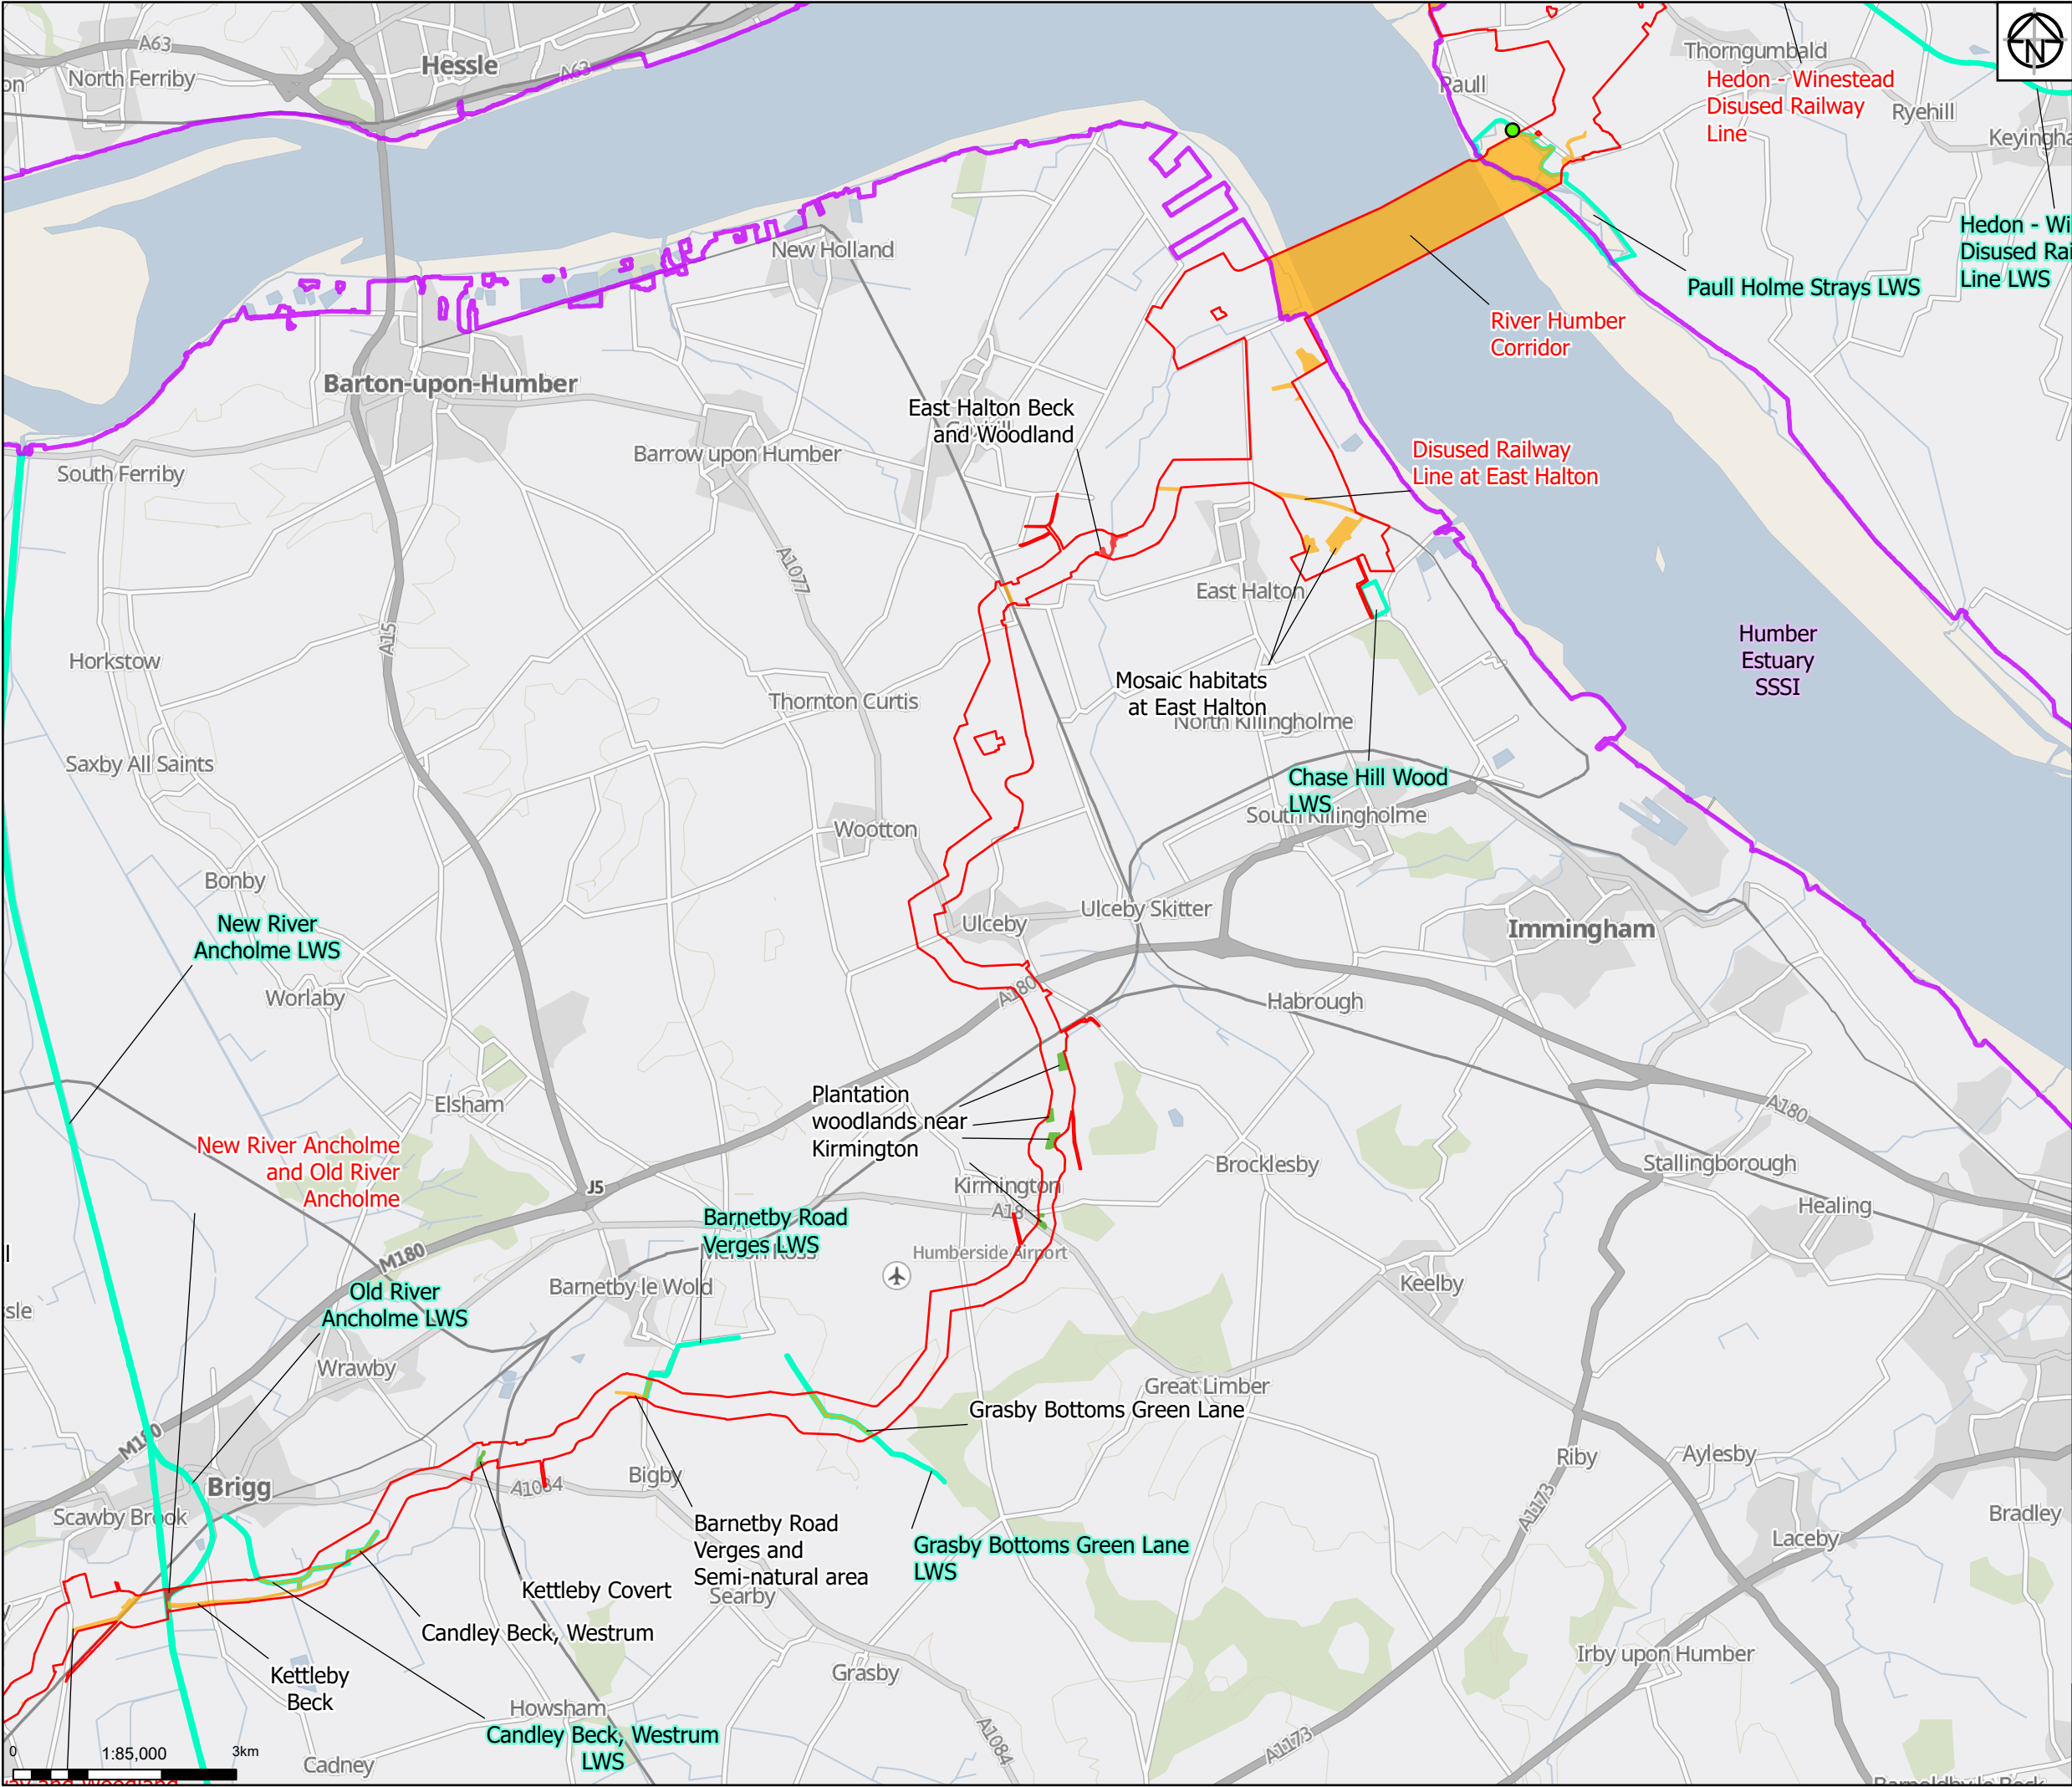 A63
North Ferriby
Hessle
A63
Paull
Thorngumbald
Hedon - Winestead
Disused Railway
Line
Ryehill
N
Hedon - Wi
Disused Rai
Line LWS
Paull Holme Strays LWS
River Humber
Corridor
New Holland
Barton-upon-Humber
South Ferriby
Barrow upon Humber
East Halton Beck
and Woodland
Disused Railway
Line at East Halton
A1077
A15
East Halton
Horkstow
Humber
Estuary
SSSI
Mosaic habitats
at East Halton
North Killingholme
Thornton Curtis
Saxby All Saints
Chase Hill Wood
LWS
South Killingholme
Wootton
Bonby
New River
Ancholme LWS
Ulceby
Ulceby Skitter
Immingham
Worlaby
A180
Habrough
Elsham
Plantation
woodlands near
Kirmington
A180
New River Ancholme
and Old River
Ancholme
J5
Brocklesby
Stallingborough
Kirmington
A18
Healing
Barnetby Road
Verges LWS
M180
Humberside Airport
Old River
Ancholme LWS
Barnetby le Wold
Keelby
sle
Wrawby
Great Limber
Grasby Bottoms Green Lane
M180
Brigg
Bigby
A1084
Riby
Aylesby
Scawby Brook
Barnetby Road
Verges and
Semi-natural area
Grasby Bottoms Green Lane
LWS
A1173
Laceby
Bradley
Kettleby Covert
Searby
Candley Beck, Westrum
Irby upon Humber
Kettleby
Beck
Grasby
Howsham
Candley Beck, Westrum
LWS
A1084
A1173
0
1:85,000
3km
Cadney